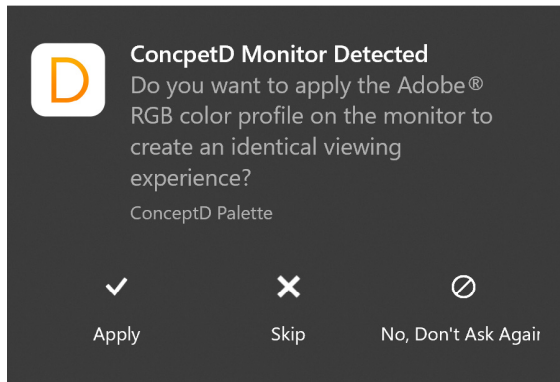 D
ConcpetD Monitor Detected
Do you want to apply the Adobe®
RGB color profile on the monitor to
create an identical viewing
experience?
ConceptD Palette
Apply Skip No, Don't Ask Again